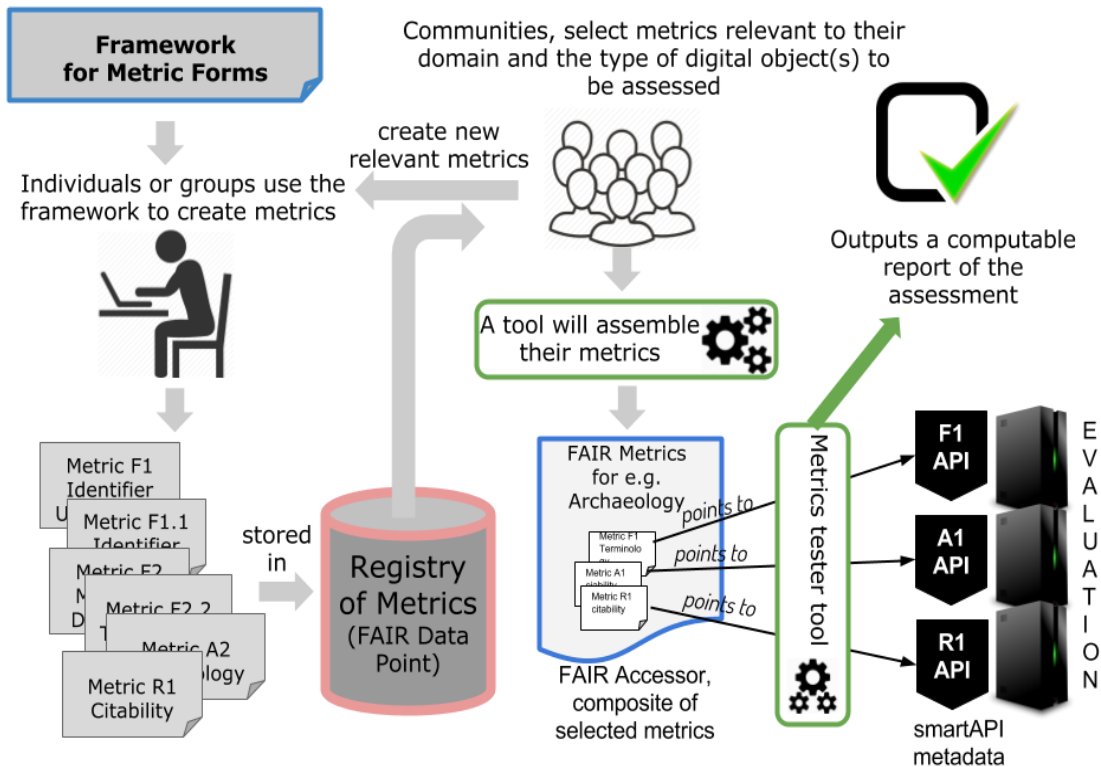 Framework
for Metric Forms
Individuals or groups use the
framework to create metrics
Metric F1
Identifier
Metric F1.1
Identifier
Metric F2
Metric F2.2
Metric A2
Metric R1
Citability
stored
in
Registry
of Metrics
(FAIR Data
Point)
create new
relevant metrics
Communities, select metrics relevant to their
domain and the type of digital object(s) to
be assessed
A tool will assemble
their metrics
FAIR Metrics
for e.g.
Archaeology
Metric F1
Terminolo
gy
Metric A1
Metric R1
citability
points to
points to
points to
FAIR Accessor,
composite of
selected metrics
Metrics tester tool
Outputs a computable
report of the
assessment
F1
API
A1
API
R1
API
smartAPI
metadata
EVALUATION